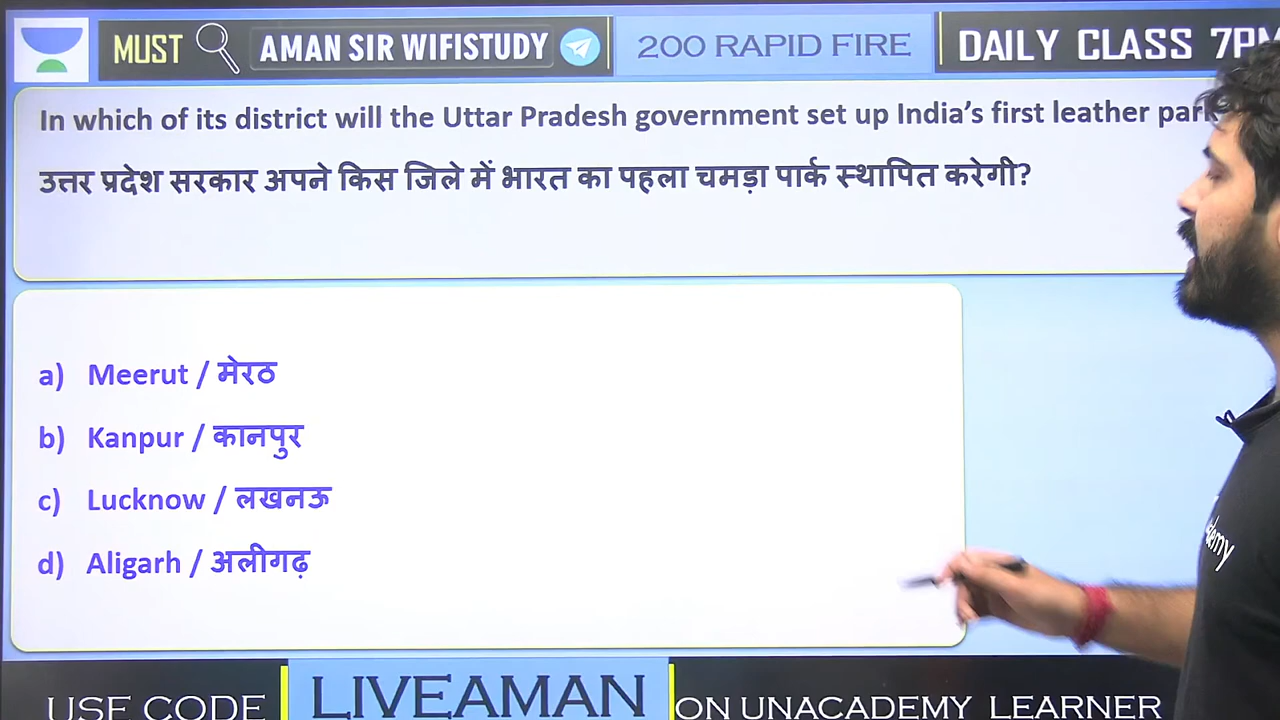 MUST AMAN SIR WIFISTUDY 200 RAPID FIRE DAILY CLASS 7PM
In which of its district will the Uttar Pradesh government set up India’s first leather park
उत्तर प्रदेश सरकार अपने किस जिले में भारत का पहला चमड़ा पार्क स्थापित करेगी?
a) Meerut / मेरठ
b) Kanpur / कानपुर
c) Lucknow / लखनऊ
d) Aligarh / अलीगढ़
USE CODE LIVEAMAN ON UNACADEMY LEARNER